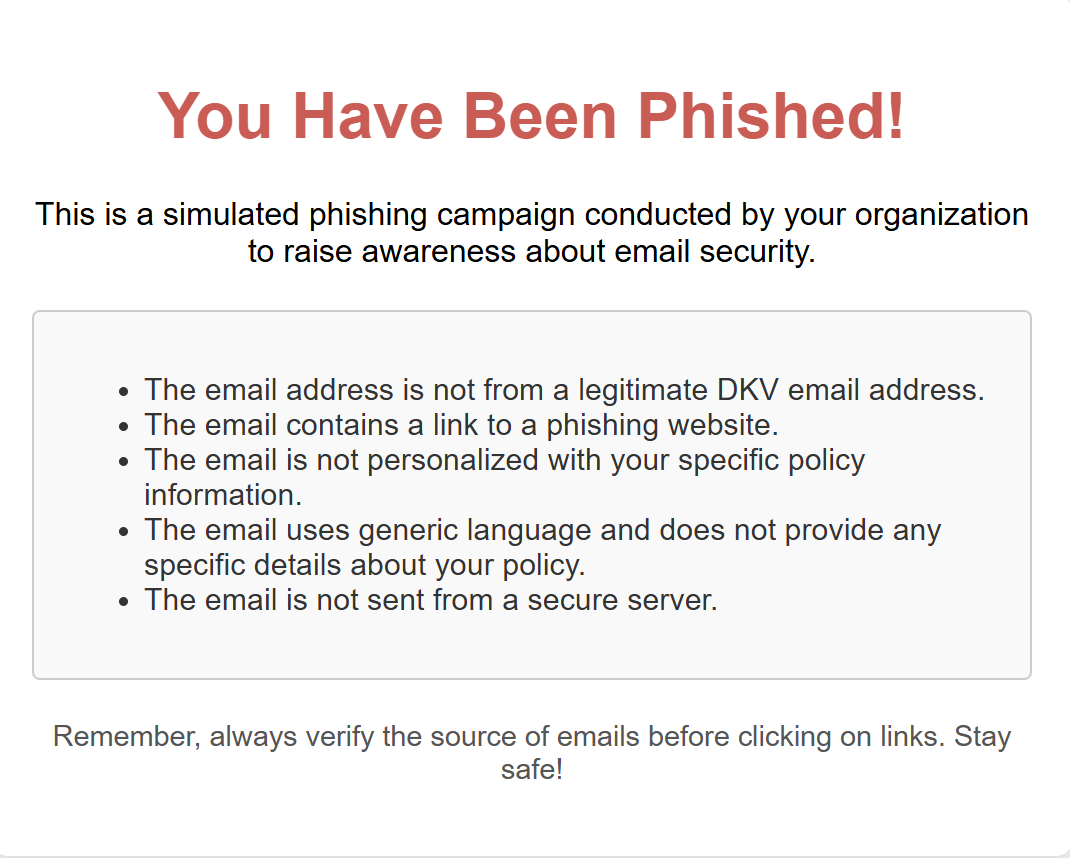 You Have Been Phished!
This is a simulated phishing campaign conducted by your organization
to raise awareness about email security.
• The email address is not from a legitimate DKV email address.
• The email contains a link to a phishing website.
• The email is not personalized with your specific policy
information.
• The email uses generic language and does not provide any
specific details about your policy.
• The email is not sent from a secure server.
Remember, always verify the source of emails before clicking on links. Stay
safe!